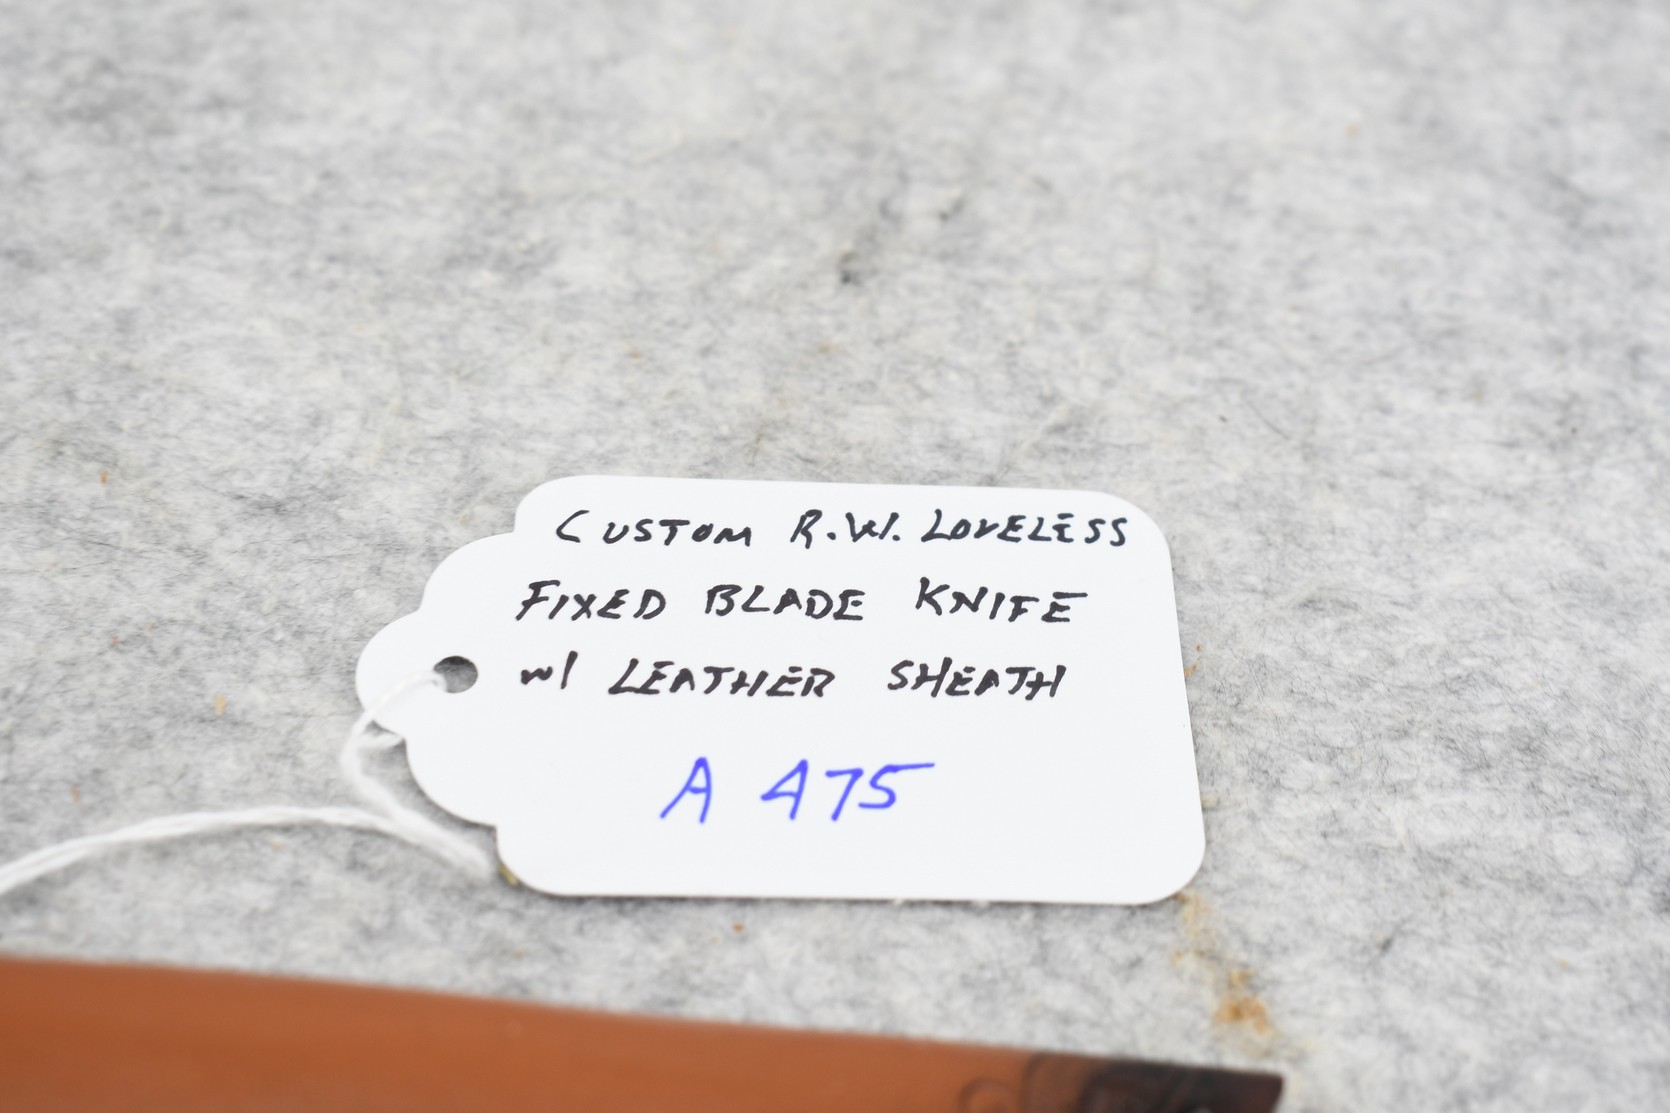 CUSTOM R.W. LOVELESS
FIXED BLADE KNIFE
w/ LEATHER SHEATH
A 475